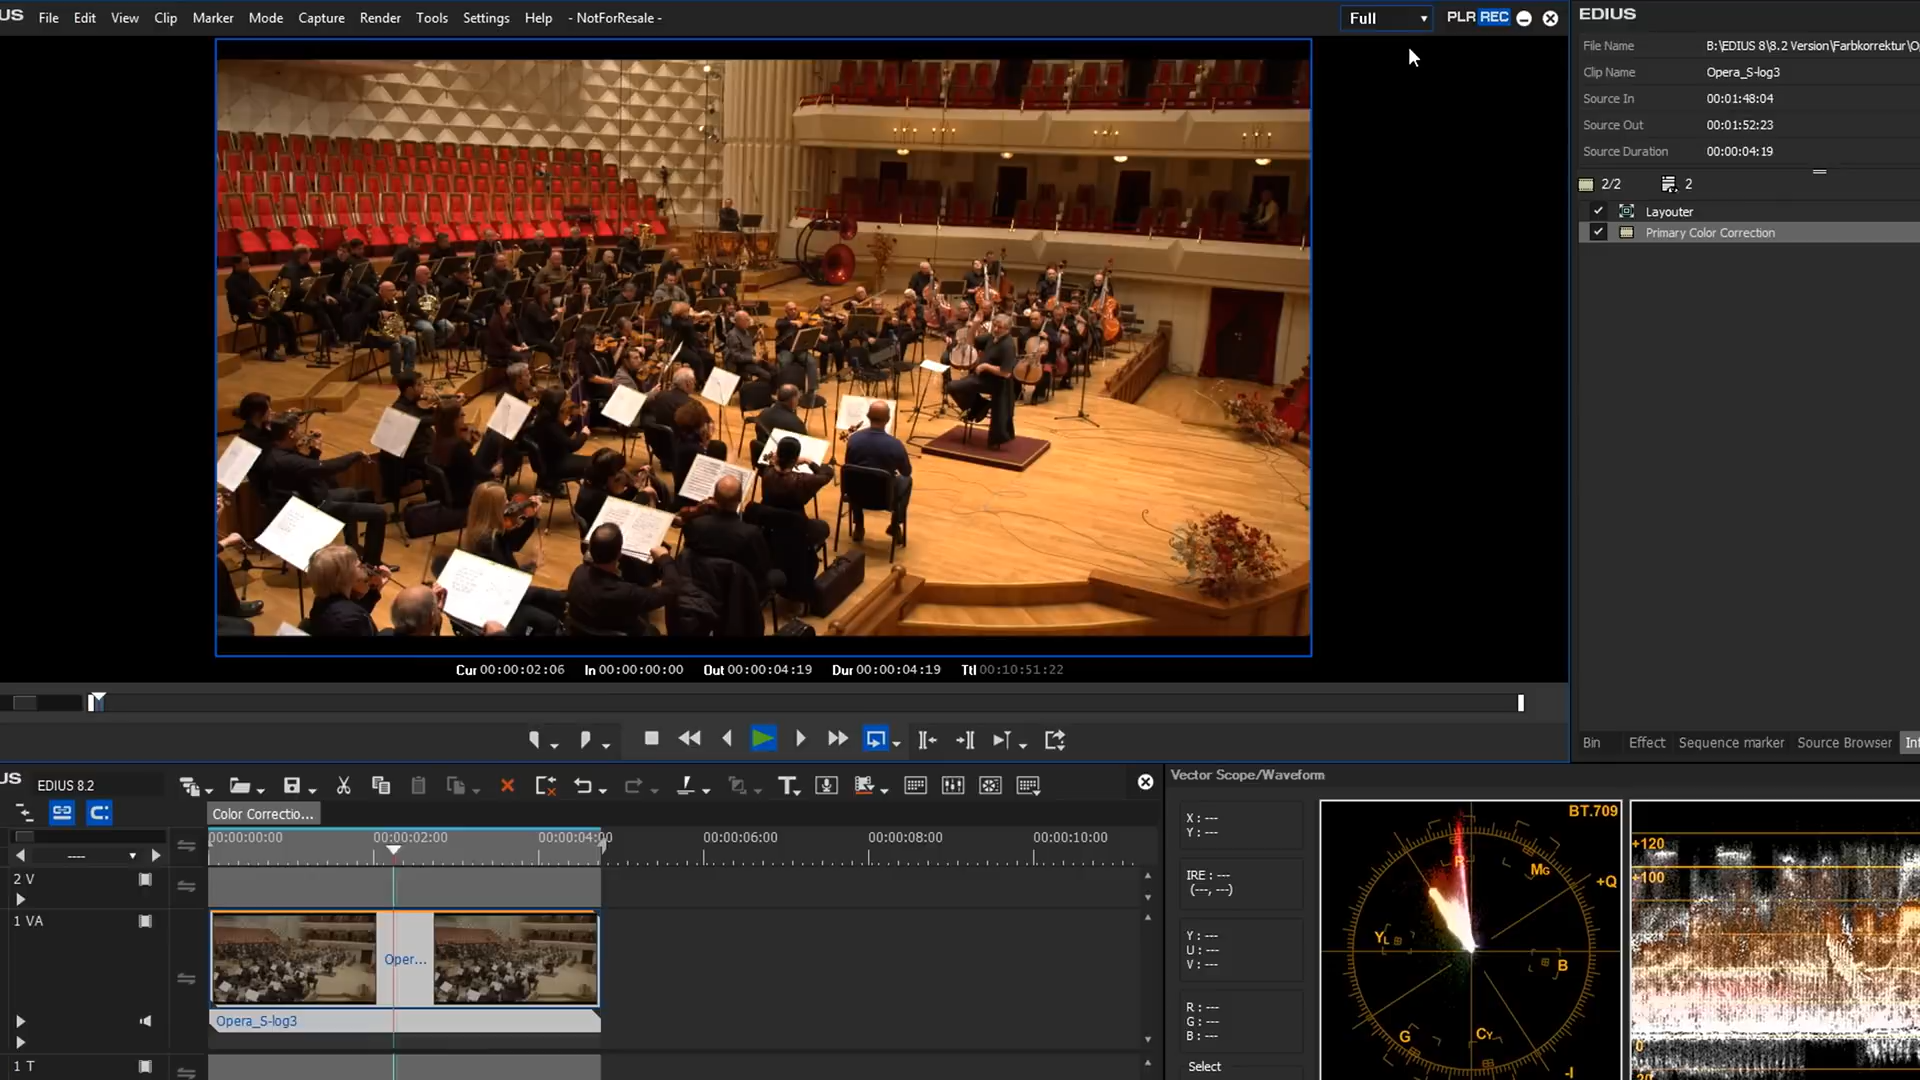 US File Edit View Clip Marker Mode Capture Render Tools Settings Help - NotForResale -
Full
PLR REC
EDIUS
File Name B:\EDIUS 8\8.2 Version\Farbkorrektur\O
Clip Name Opera_S-log3
Source In 00:01:48:04
Source Out 00:01:52:23
Source Duration 00:00:04:19
2/2 2
Layouter
Primary Color Correction
Cur 00:00:02:06 In 00:00:00:00 Out 00:00:04:19 Dur 00:00:04:19 Ttl 00:10:51:22
Bin Effect Sequence marker Source Browser Inf
US EDIUS 8.2
Vector Scope/Waveform
Color Correctio...
00:00:00:00 00:00:02:00 00:00:04:00 00:00:06:00 00:00:08:00 00:00:10:00
----
2 V
1 VA
Oper...
Opera_S-log3
1 T
X : ---
Y : ---
IRE : ---
(---, ---)
Y : ---
U : ---
V : ---
R : ---
G : ---
B : ---
Select
BT.709
R
MG
+Q
YL
B
G
CY
-I
+120
+100
0